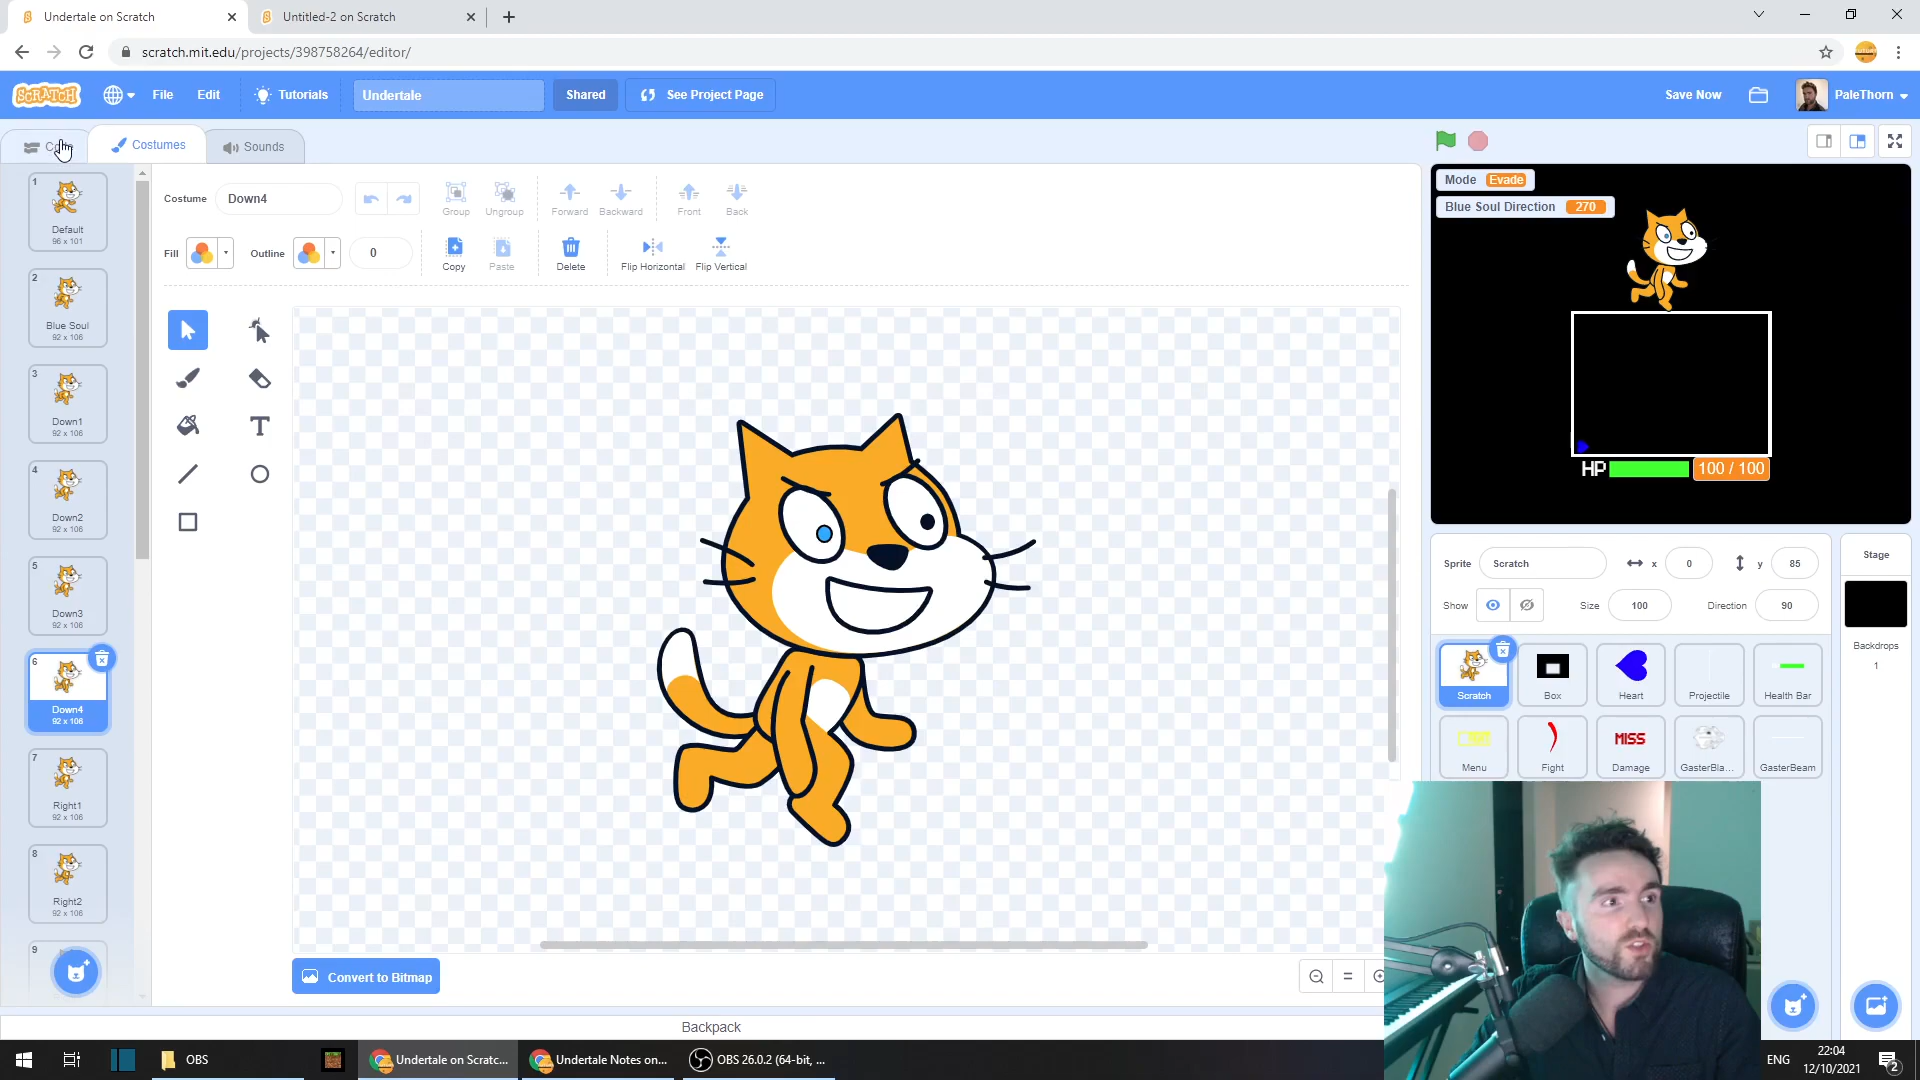 Undertale on Scratch
Untitled-2 on Scratch
scratch.mit.edu/projects/398758264/editor/
SCRATCH
File
Edit
Tutorials
Undertale
Shared
See Project Page
Save Now
PaleThorn
Costumes
Sounds
Costume
Down4
Group
Ungroup
Forward
Backward
Front
Back
Fill
Outline
0
Copy
Paste
Delete
Flip Horizontal
Flip Vertical
1
Default
96 x 101
2
Blue Soul
92 x 106
3
Down1
92 x 106
4
Down2
92 x 106
5
Down3
92 x 106
6
Down4
92 x 106
7
Right1
92 x 106
8
Right2
92 x 106
9
Convert to Bitmap
Backpack
Mode Evade
Blue Soul Direction 270
HP 100 / 100
Sprite
Scratch
x
0
y
85
Show
Size
100
Direction
90
Scratch
Box
Heart
Projectile
Health Bar
Menu
Fight
MISS
Damage
GasterBla...
GasterBeam
Stage
Backdrops
1
OBS
Undertale on Scratc...
Undertale Notes on...
OBS 26.0.2 (64-bit, ...
ENG
22:04
12/10/2021
2